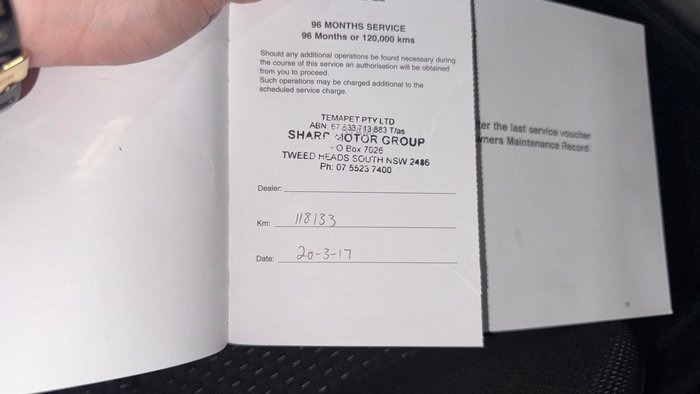 96 MONTHS SERVICE
96 Months or 120,000 kms
Should any additional operations be found necessary during
the course of this service an authorisation will be obtained
from you to proceed.
Such operations may be charged additional to the
scheduled service charge.
TEMAPET PTY LTD
ABN: 67 533 713 883 T/as
SHARP MOTOR GROUP
- O Box 7026
TWEED HEADS SOUTH NSW 2486
Ph: 07 5523 7400
Dealer:
Km: 118133
Date: 20-3-17
ter the last service voucher
wners Maintenance Record